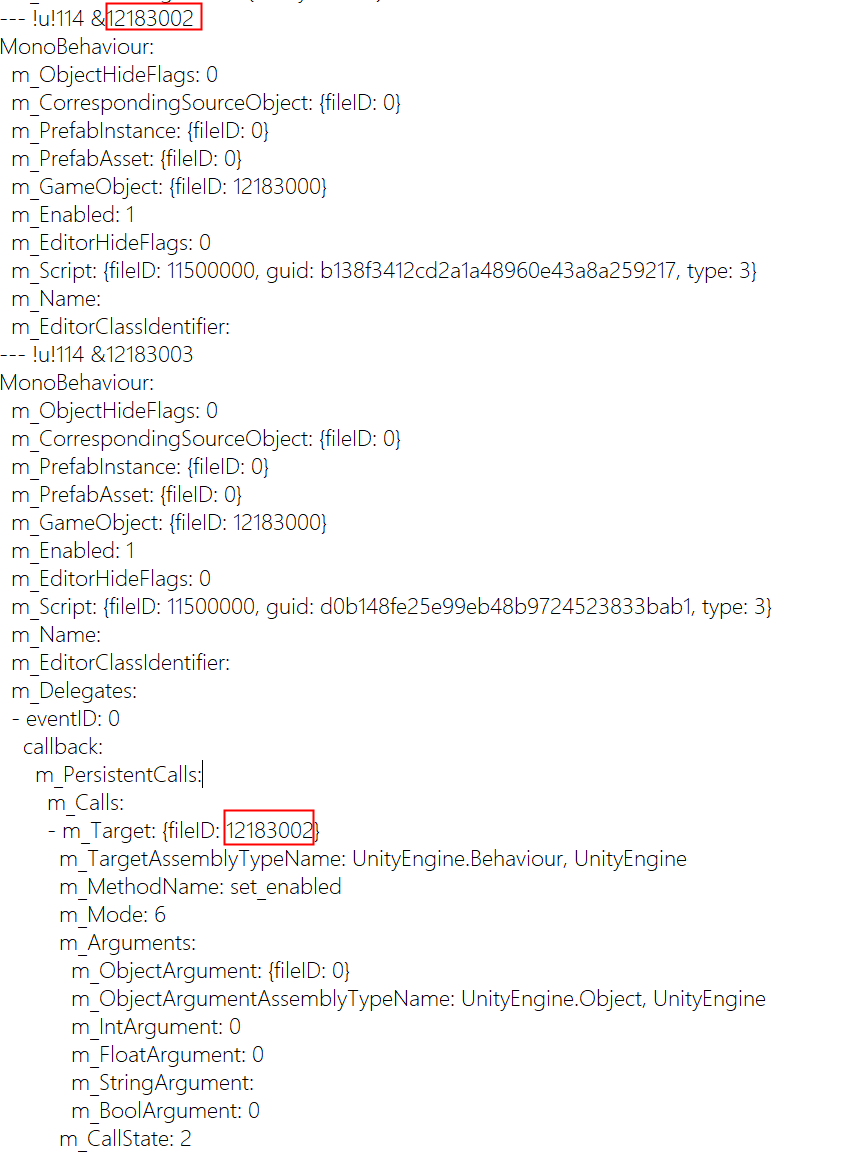 --- !u!114 &12183002
MonoBehaviour:
m_ObjectHideFlags: 0
m_CorrespondingSourceObject: {fileID: 0}
m_PrefabInstance: {fileID: 0}
m_PrefabAsset: {fileID: 0}
m_GameObject: {fileID: 12183000}
m_Enabled: 1
m_EditorHideFlags: 0
m_Script: {fileID: 11500000, guid: b138f3412cd2a1a48960e43a8a259217, type: 3}
m_Name:
m_EditorClassIdentifier:
--- !u!114 &12183003
MonoBehaviour:
m_ObjectHideFlags: 0
m_CorrespondingSourceObject: {fileID: 0}
m_PrefabInstance: {fileID: 0}
m_PrefabAsset: {fileID: 0}
m_GameObject: {fileID: 12183000}
m_Enabled: 1
m_EditorHideFlags: 0
m_Script: {fileID: 11500000, guid: d0b148fe25e99eb48b9724523833bab1, type: 3}
m_Name:
m_EditorClassIdentifier:
m_Delegates:
- eventID: 0
callback:
m_PersistentCalls:
m_Calls:
- m_Target: {fileID: 12183002}
m_TargetAssemblyTypeName: UnityEngine.Behaviour, UnityEngine
m_MethodName: set_enabled
m_Mode: 6
m_Arguments:
m_ObjectArgument: {fileID: 0}
m_ObjectArgumentAssemblyTypeName: UnityEngine.Object, UnityEngine
m_IntArgument: 0
m_FloatArgument: 0
m_StringArgument:
m_BoolArgument: 0
m_CallState: 2